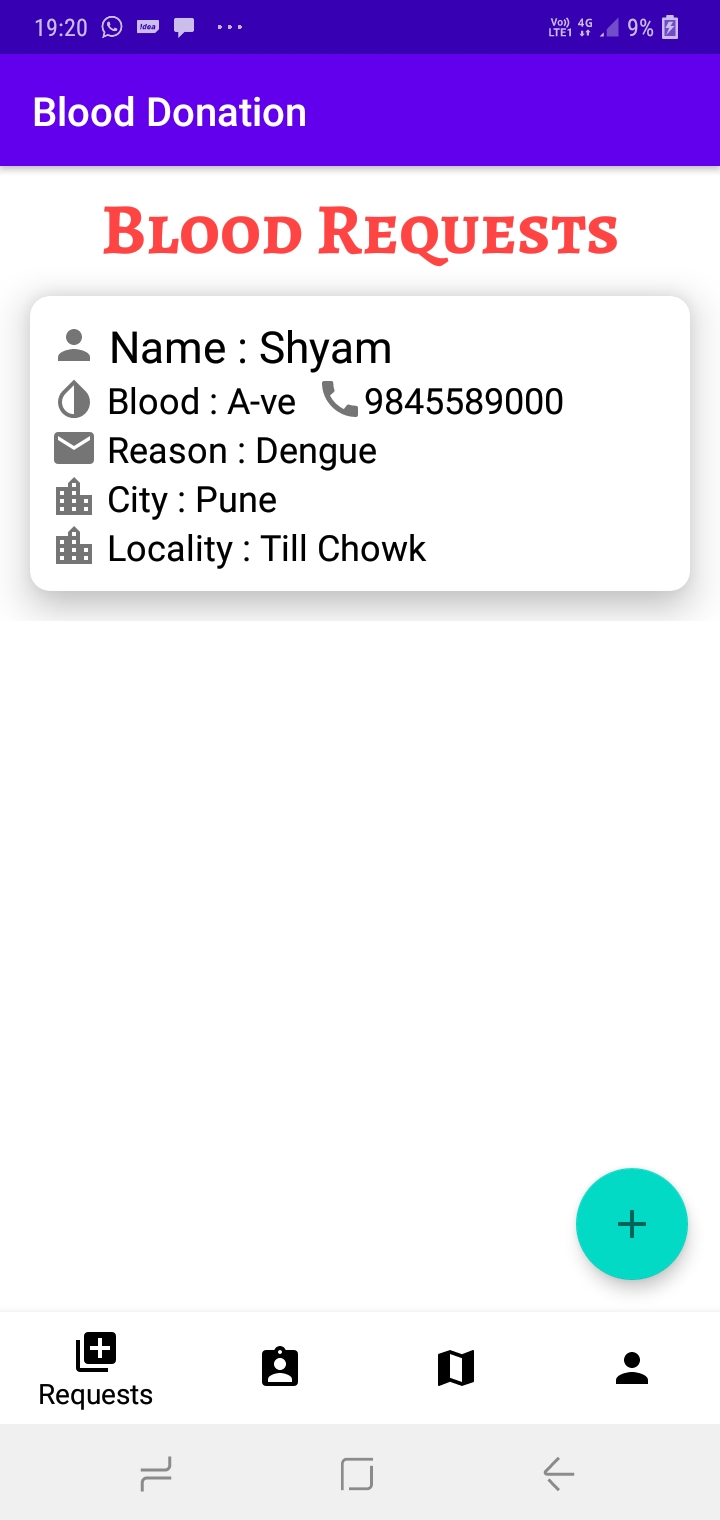 19:20 !dea Vo)) LTE1 4G 9%
Blood Donation
Blood Requests
Name : Shyam
Blood : A-ve 9845589000
Reason : Dengue
City : Pune
Locality : Till Chowk
Requests